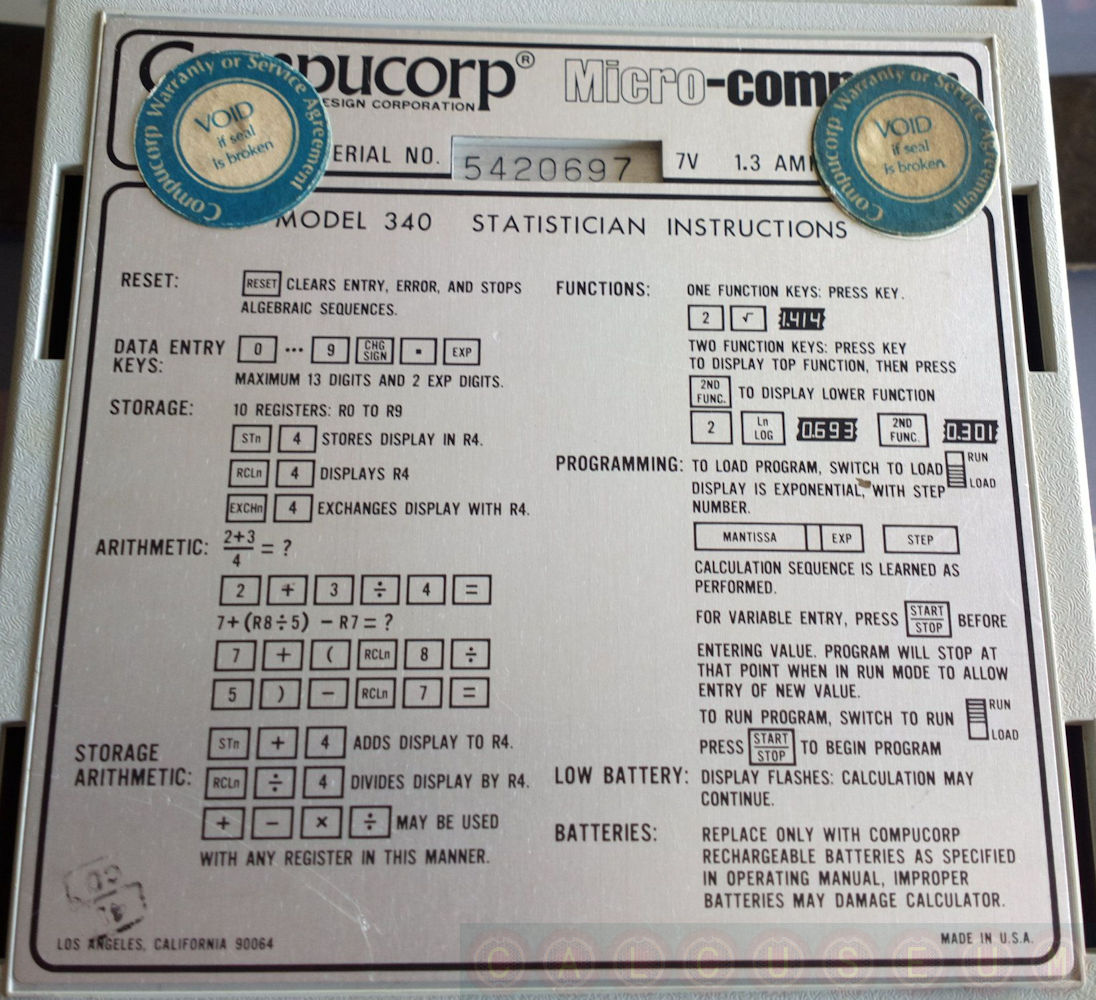 Compucorp Warranty or Service Agreement
VOID
if seal
is broken
Compucorp Warranty or Service Agreement
VOID
if seal
is broken
pucorp® Micro-com
ESIGN CORPORATION
ERIAL NO. 5420697 7V 1.3 AM
MODEL 340 STATISTICIAN INSTRUCTIONS
RESET: RESET CLEARS ENTRY, ERROR, AND STOPS
ALGEBRAIC SEQUENCES.
DATA ENTRY KEYS: 0 ••• 9 CHG SIGN . EXP
MAXIMUM 13 DIGITS AND 2 EXP DIGITS.
STORAGE: 10 REGISTERS: R0 TO R9
STn 4 STORES DISPLAY IN R4.
RCLn 4 DISPLAYS R4
EXCHn 4 EXCHANGES DISPLAY WITH R4.
ARITHMETIC: 2+3/4 = ?
2 + 3 ÷ 4 =
7+(R8÷5) − R7 = ?
7 + ( RCLn 8 ÷
5 ) − RCLn 7 =
STORAGE ARITHMETIC: STn + 4 ADDS DISPLAY TO R4.
RCLn ÷ 4 DIVIDES DISPLAY BY R4.
+ − × ÷ MAY BE USED
WITH ANY REGISTER IN THIS MANNER.
FUNCTIONS: ONE FUNCTION KEYS: PRESS KEY.
2 √ 1.414
TWO FUNCTION KEYS: PRESS KEY
TO DISPLAY TOP FUNCTION, THEN PRESS
2ND FUNC. TO DISPLAY LOWER FUNCTION
2 Ln LOG 0.693 2ND FUNC. 0.301
PROGRAMMING: TO LOAD PROGRAM, SWITCH TO LOAD RUN LOAD
DISPLAY IS EXPONENTIAL, WITH STEP
NUMBER.
MANTISSA EXP STEP
CALCULATION SEQUENCE IS LEARNED AS
PERFORMED.
FOR VARIABLE ENTRY, PRESS START STOP BEFORE
ENTERING VALUE. PROGRAM WILL STOP AT
THAT POINT WHEN IN RUN MODE TO ALLOW
ENTRY OF NEW VALUE.
TO RUN PROGRAM, SWITCH TO RUN RUN LOAD
PRESS START STOP TO BEGIN PROGRAM
LOW BATTERY: DISPLAY FLASHES: CALCULATION MAY
CONTINUE.
BATTERIES: REPLACE ONLY WITH COMPUCORP
RECHARGEABLE BATTERIES AS SPECIFIED
IN OPERATING MANUAL, IMPROPER
BATTERIES MAY DAMAGE CALCULATOR.
LOS ANGELES, CALIFORNIA 90064
MADE IN U.S.A.
CALCUSEUM